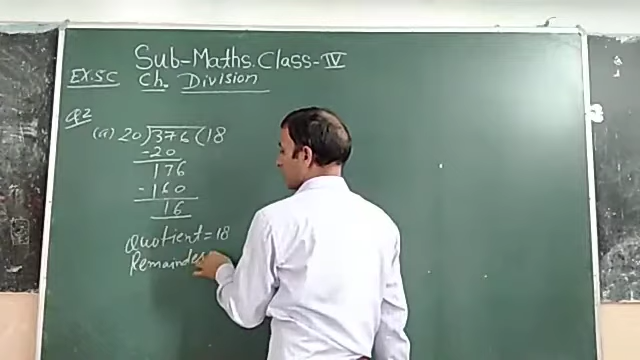 Sub-Maths. Class-IV
EX.5C Ch. Division
Q2
(a) 20)376(18
-20
176
-160
16
Quotient = 18
Remainder